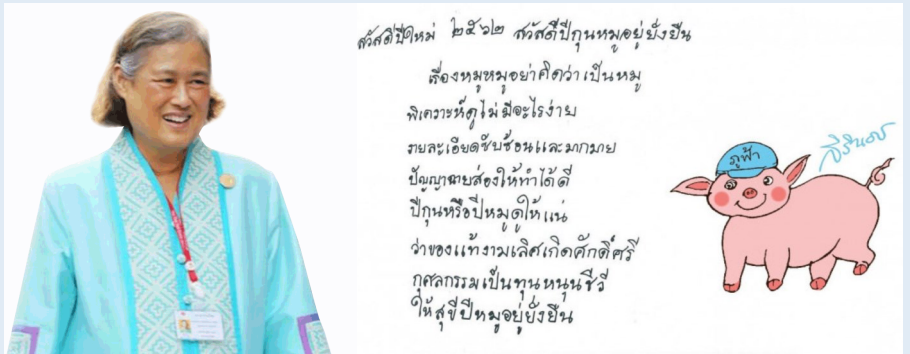 สวัสดีปีใหม่ ๒๕๖๒ สวัสดีปีกุนหมูอยู่ยั่งยืน
เรื่องหมูหมูอย่าคิดว่าเป็นหมู
พิเคราะห์ดูไม่มีอะไรง่าย
รายละเอียดซับซ้อนและมากมาย
ปัญญาฉายส่องให้ทำได้ดี
ปีกุนหรือปีหมูดูให้แน่
ว่าของแท้งามเลิศเกิดศักดิ์ศรี
กุศลกรรมเป็นทุนหนุนชีวี
ให้สุขีปีหมูอยู่ยั่งยืน
ภูฟ้า
สิรินธร